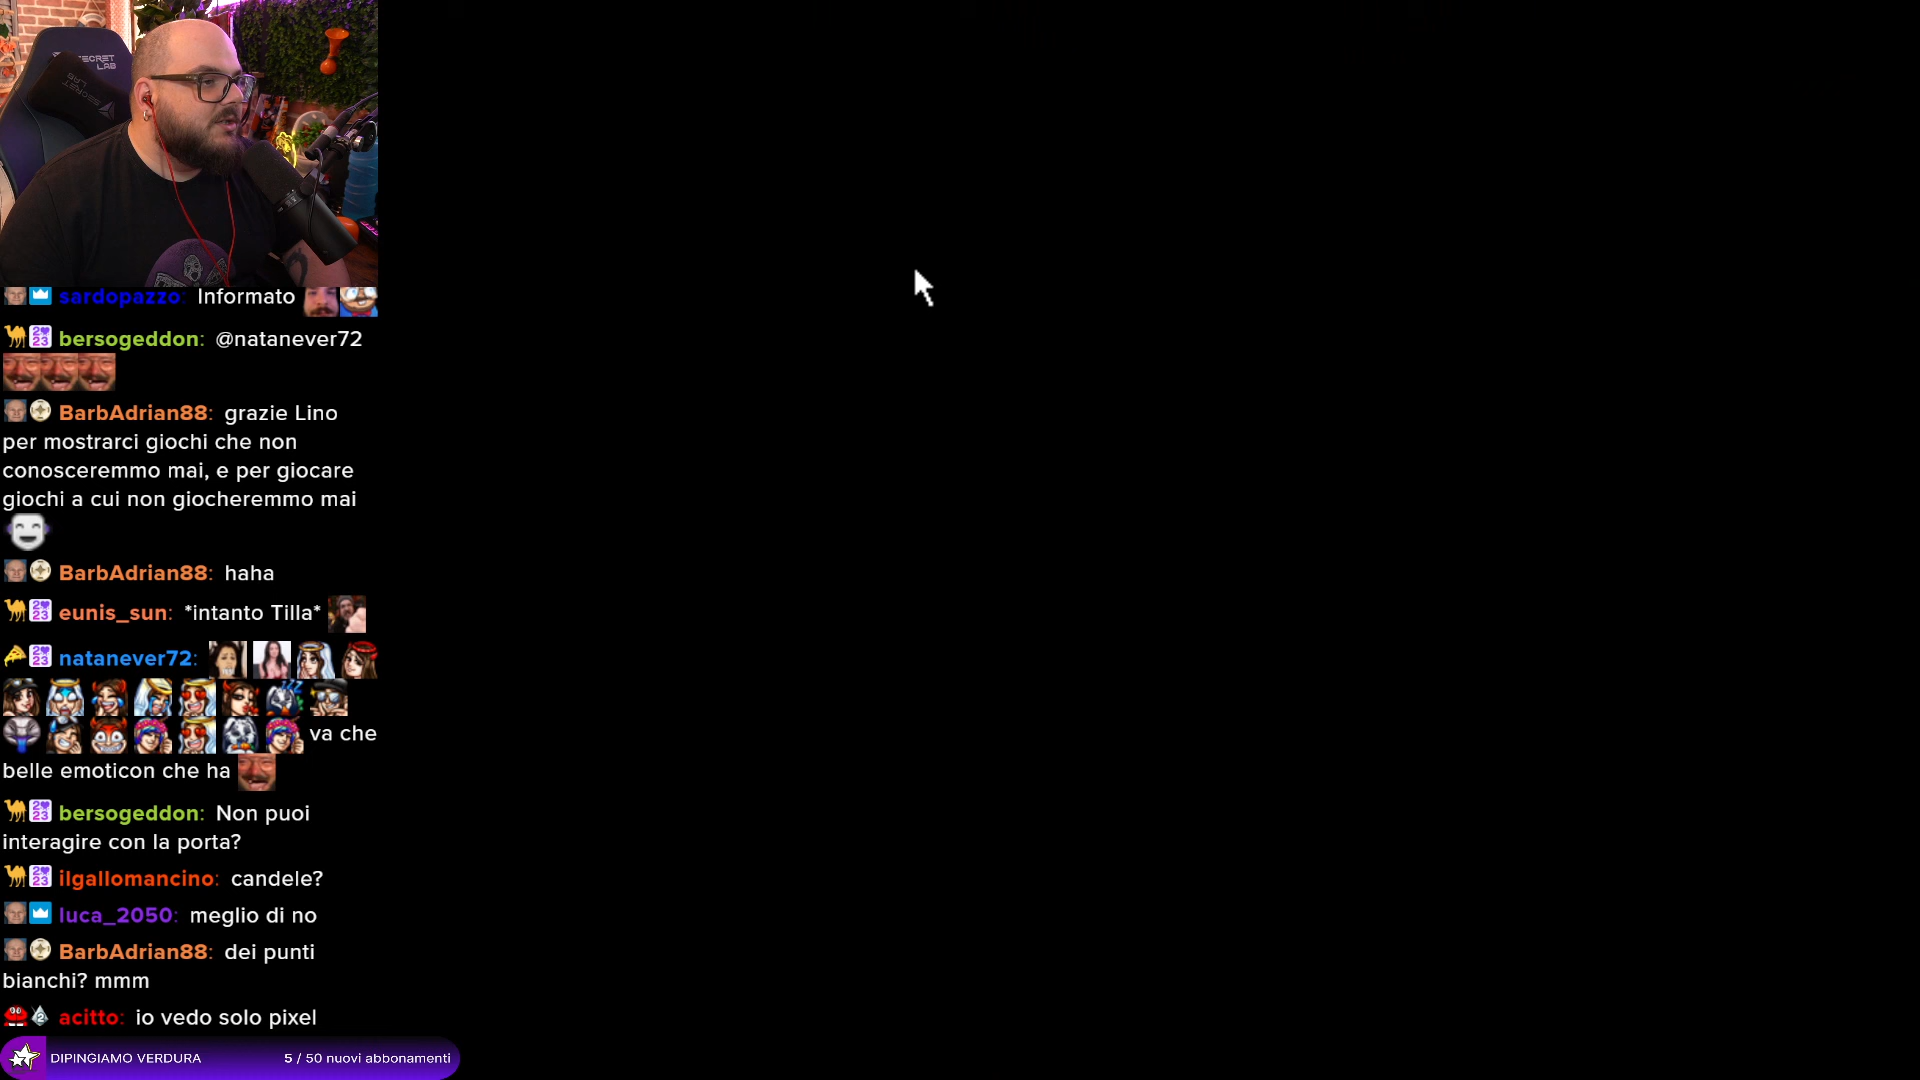 SECRET
LAB
sardopazzo: Informato
bersogeddon: @natanever72
BarbAdrian88: grazie Lino
per mostrarci giochi che non
conosceremmo mai, e per giocare
giochi a cui non giocheremmo mai
BarbAdrian88: haha
eunis_sun: *intanto Tilla*
natanever72:
va che
belle emoticon che ha
bersogeddon: Non puoi
interagire con la porta?
ilgallomancino: candele?
luca_2050: meglio di no
BarbAdrian88: dei punti
bianchi? mmm
acitto: io vedo solo pixel
DIPINGIAMO VERDURA 5 / 50 nuovi abbonamenti